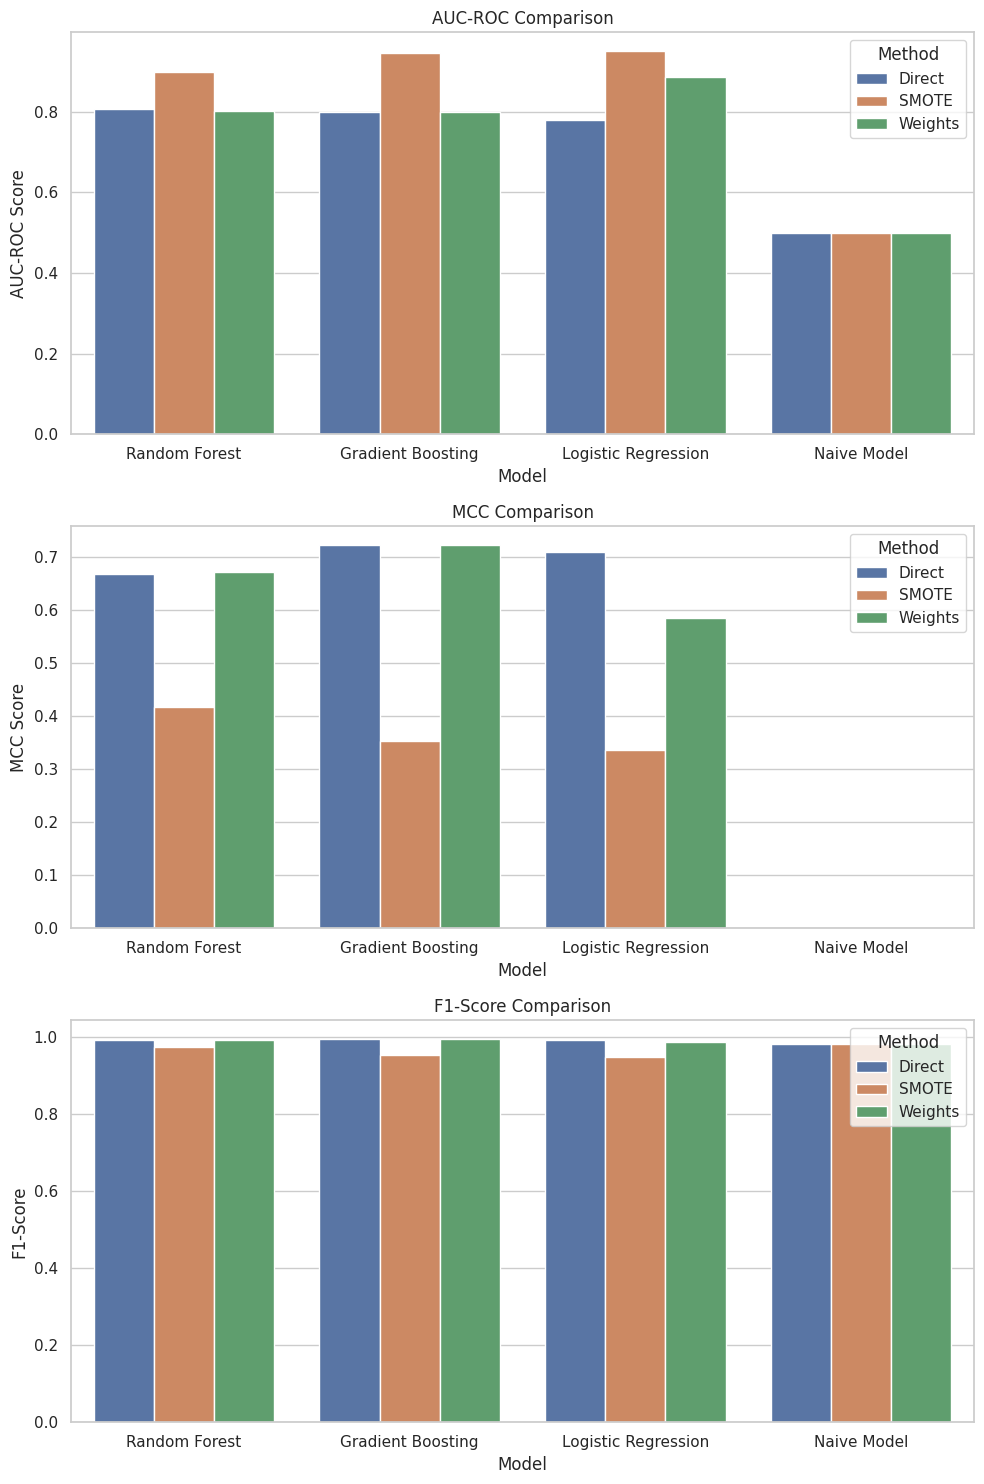 AUC-ROC Comparison
Method
Direct
SMOTE
Weights
AUC-ROC Score
0.8
0.6
0.4
0.2
0.0
Random Forest
Gradient Boosting
Logistic Regression
Naive Model
Model
MCC Comparison
Method
Direct
SMOTE
Weights
MCC Score
0.7
0.6
0.5
0.4
0.3
0.2
0.1
0.0
Random Forest
Gradient Boosting
Logistic Regression
Naive Model
Model
F1-Score Comparison
Method
Direct
SMOTE
Weights
F1-Score
1.0
0.8
0.6
0.4
0.2
0.0
Random Forest
Gradient Boosting
Logistic Regression
Naive Model
Model